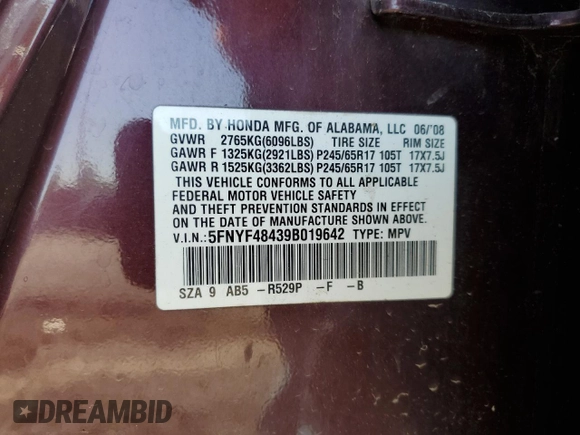 MFD. BY HONDA MFG. OF ALABAMA, LLC 06/'08
GVWR 2765KG(6096LBS) TIRE SIZE RIM SIZE
GAWR F 1325KG(2921LBS) P245/65R17 105T 17X7.5J
GAWR R 1525KG(3362LBS) P245/65R17 105T 17X7.5J
THIS VEHICLE CONFORMS TO ALL APPLICABLE
FEDERAL MOTOR VEHICLE SAFETY
AND THEFT PREVENTION STANDARDS IN EFFECT
ON THE DATE OF MANUFACTURE SHOWN ABOVE.
V.I.N.: 5FNYF48439B019642 TYPE: MPV
SZA 9 AB5 -R529P -F -B
DREAMBID